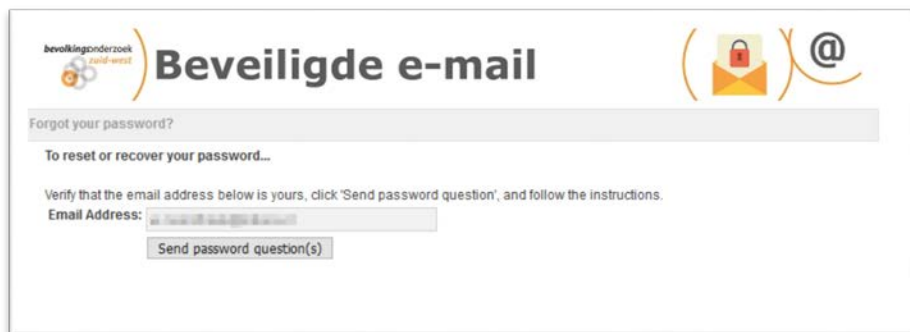 bevolkingsonderzoek
zuid-west
Beveiligde e-mail
@
Forgot your password?
To reset or recover your password...
Verify that the email address below is yours, click 'Send password question', and follow the instructions.
Email Address:
Send password question(s)